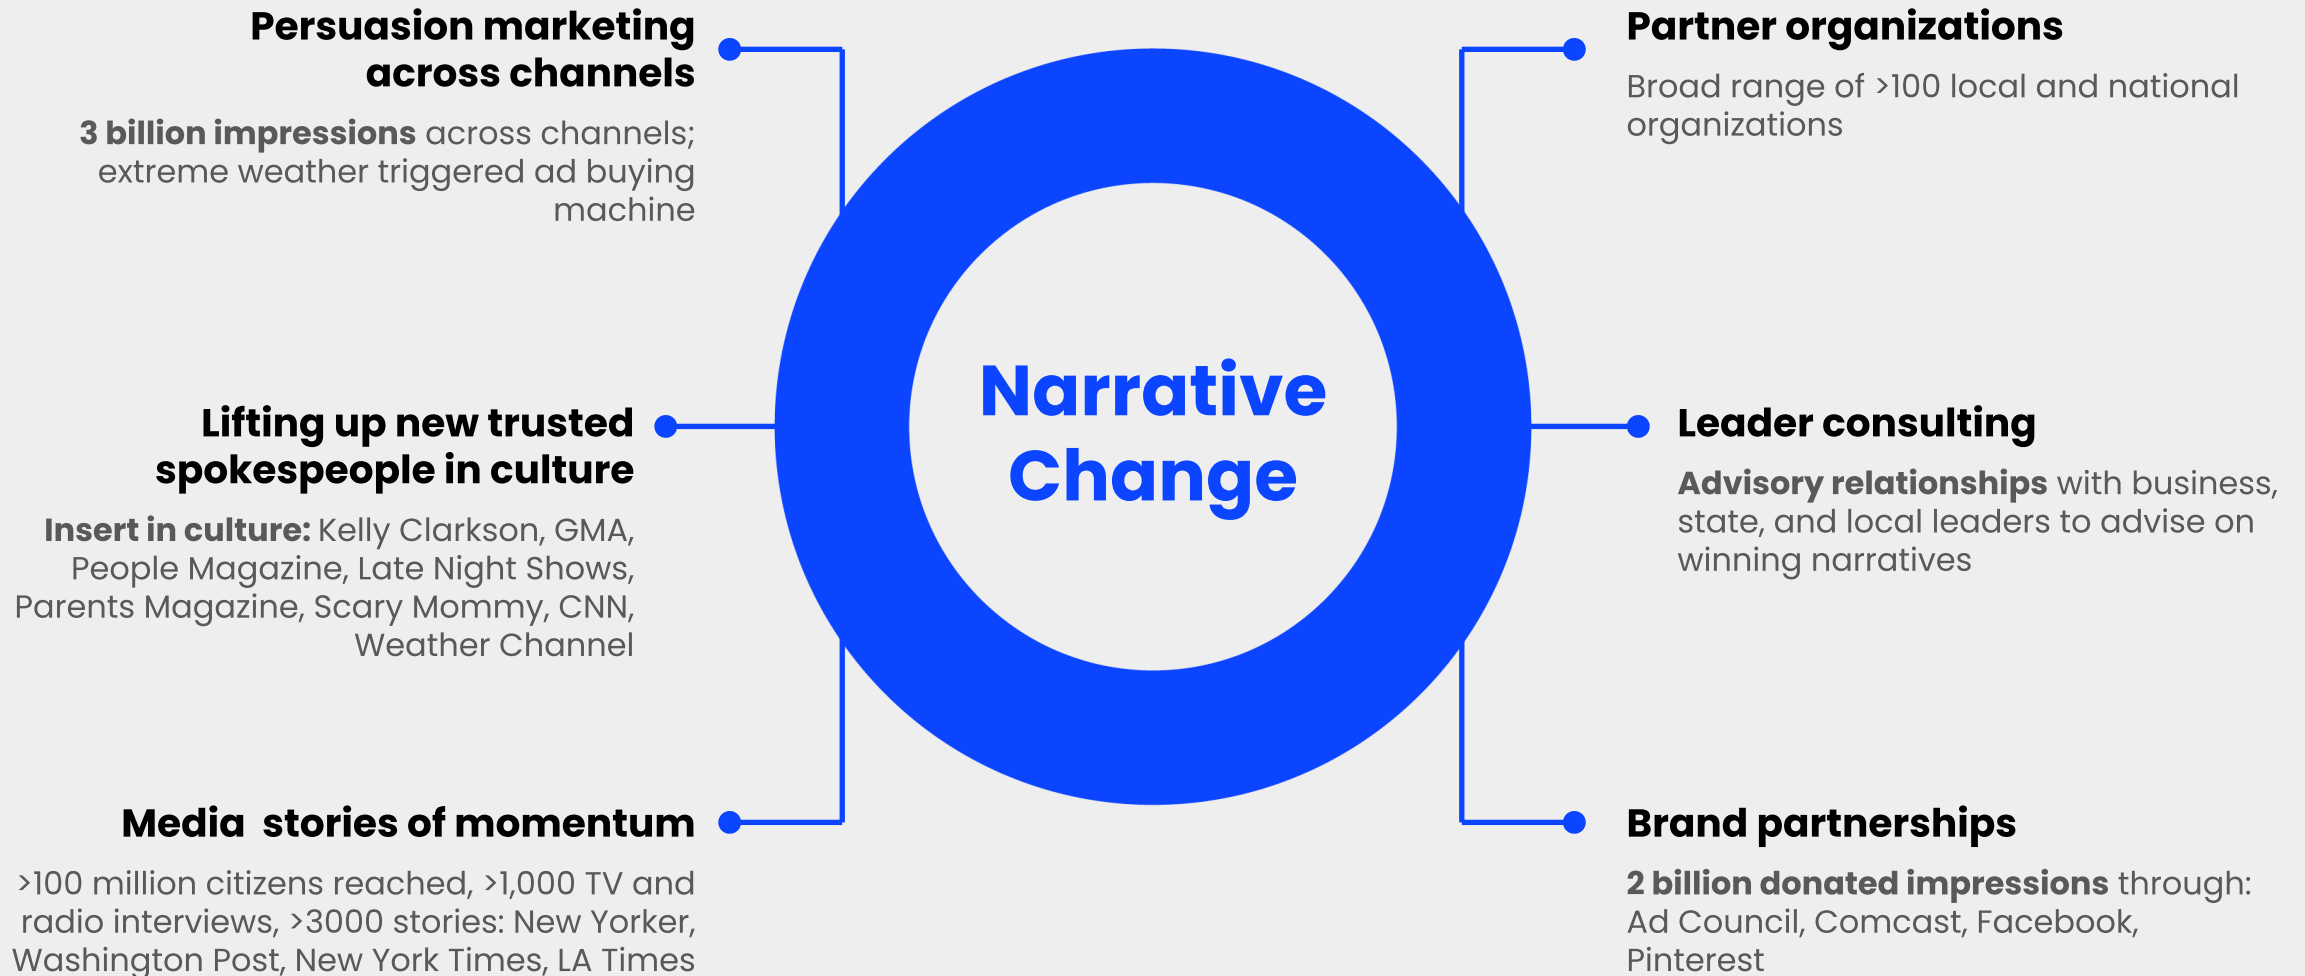 Persuasion marketing
across channels
3 billion impressions across channels;
extreme weather triggered ad buying
machine
Lifting up new trusted
spokespeople in culture
Insert in culture: Kelly Clarkson, GMA,
People Magazine, Late Night Shows,
Parents Magazine, Scary Mommy, CNN,
Weather Channel
Media  stories of momentum
>100 million citizens reached, >1,000 TV and
radio interviews, >3000 stories: New Yorker,
Washington Post, New York Times, LA Times
Narrative
Change
Partner organizations
Broad range of >100 local and national
organizations
Leader consulting
Advisory relationships with business,
state, and local leaders to advise on
winning narratives
Brand partnerships
2 billion donated impressions through:
Ad Council, Comcast, Facebook,
Pinterest